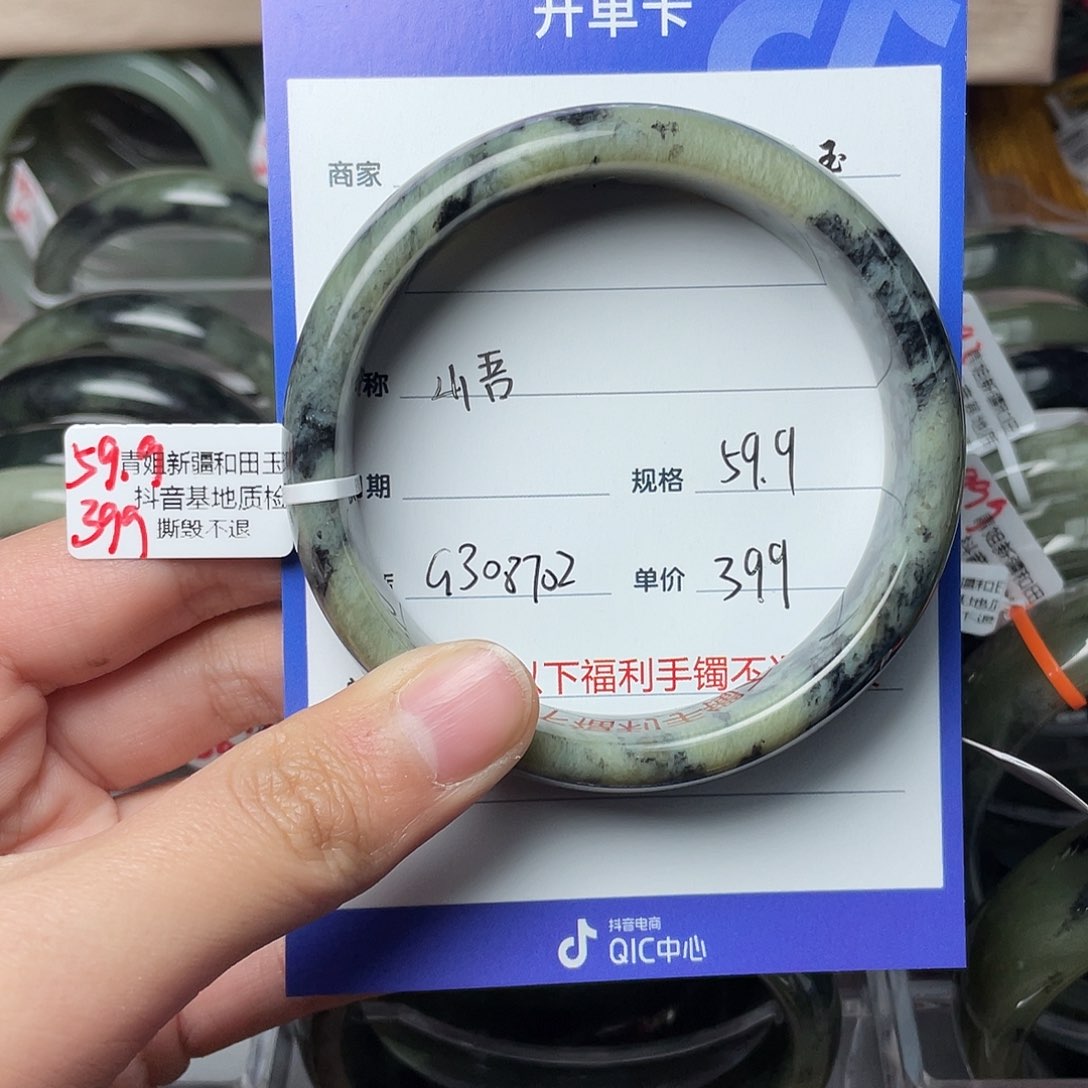 开单卡
商家 玉
称 山吾
期 规格 59.9
G308702 单价 399
以下福利手镯不
抖音电商
QIC中心
59.9 青姐新疆和田玉
抖音基地质检
399 撕毁不退